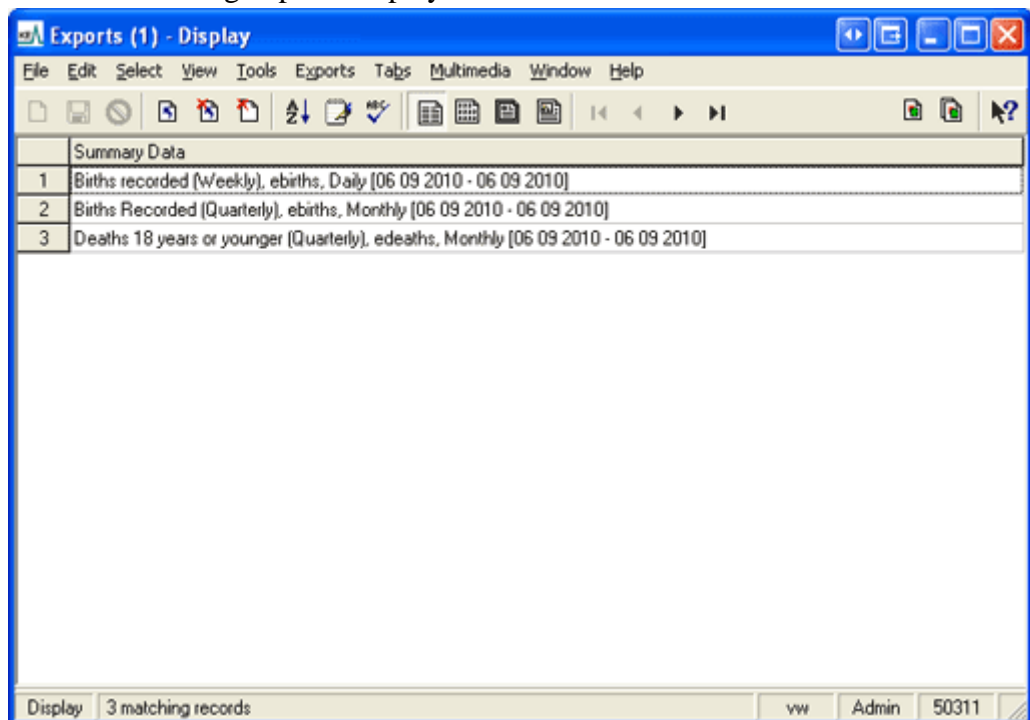 Exports (1) - Display
File Edit Select View Tools Exports Tabs Multimedia Window Help
Summary Data
1 Births recorded (Weekly), ebirths, Daily [06 09 2010 - 06 09 2010]
2 Births Recorded (Quarterly), ebirths, Monthly [06 09 2010 - 06 09 2010]
3 Deaths 18 years or younger (Quarterly), edeaths, Monthly [06 09 2010 - 06 09 2010]
Display 3 matching records vw Admin 50311